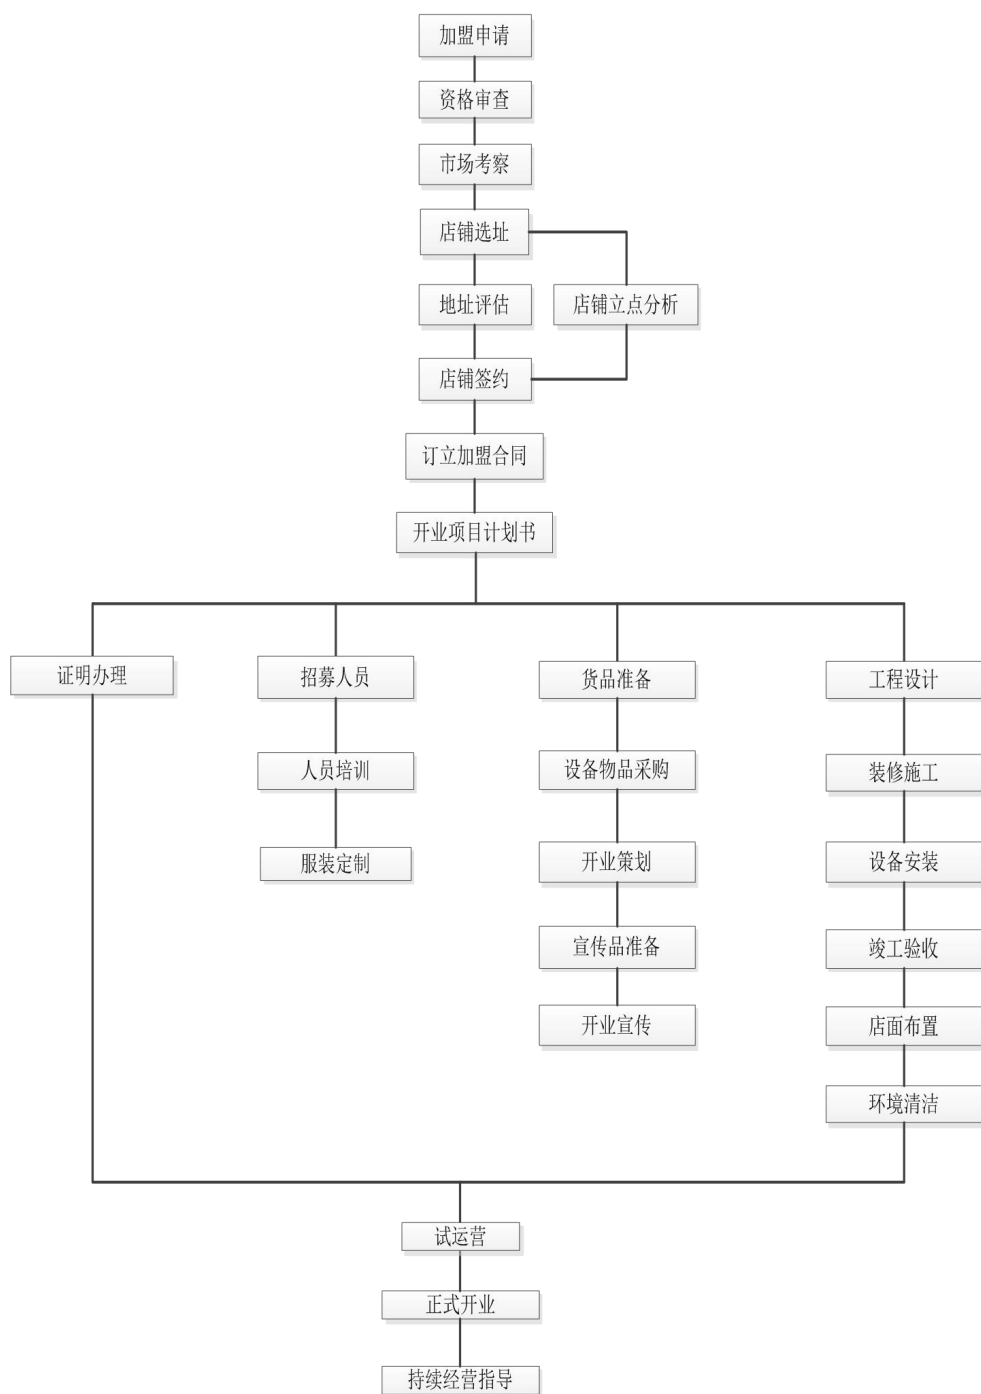 加盟申请
资格审查
市场考察
店铺选址
地址评估
店铺立点分析
店铺签约
订立加盟合同
开业项目计划书
证明办理
招募人员
货品准备
工程设计
人员培训
设备物品采购
装修施工
服装定制
开业策划
设备安装
宣传品准备
竣工验收
开业宣传
店面布置
环境清洁
试运营
正式开业
持续经营指导